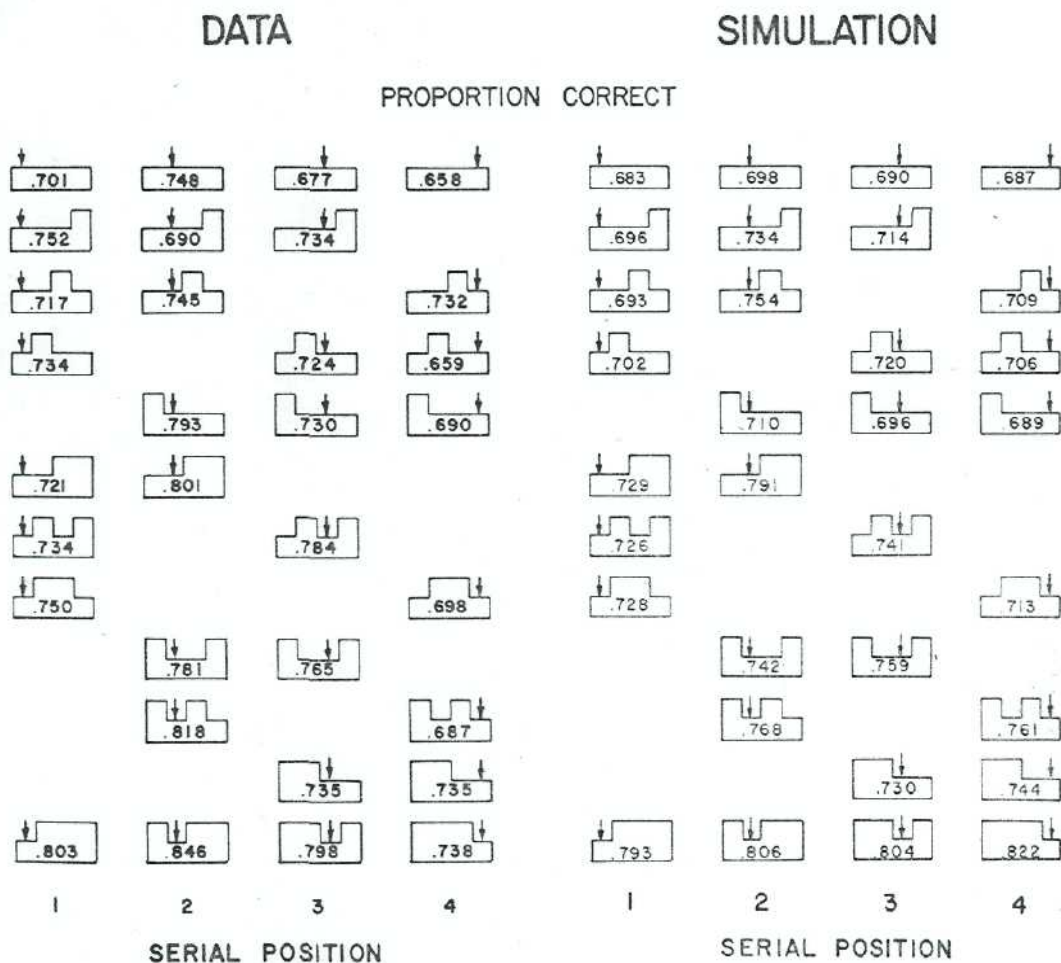 DATA SIMULATION
PROPORTION CORRECT
.701 .748 .677 .658 .683 .698 .690 .687
.752 .690 .734 .696 .734 .714
.717 .745 .732 .693 .754 .709
.734 .724 .659 .702 .720 .706
.793 .730 .690 .710 .696 .689
.721 .801 .729 .791
.734 .784 .726 .741
.750 .698 .728 .713
.781 .765 .742 .759
.818 .687 .768 .761
.735 .735 .730 .744
.803 .846 .798 .738 .793 .806 .804 .822
1 2 3 4 1 2 3 4
SERIAL POSITION SERIAL POSITION